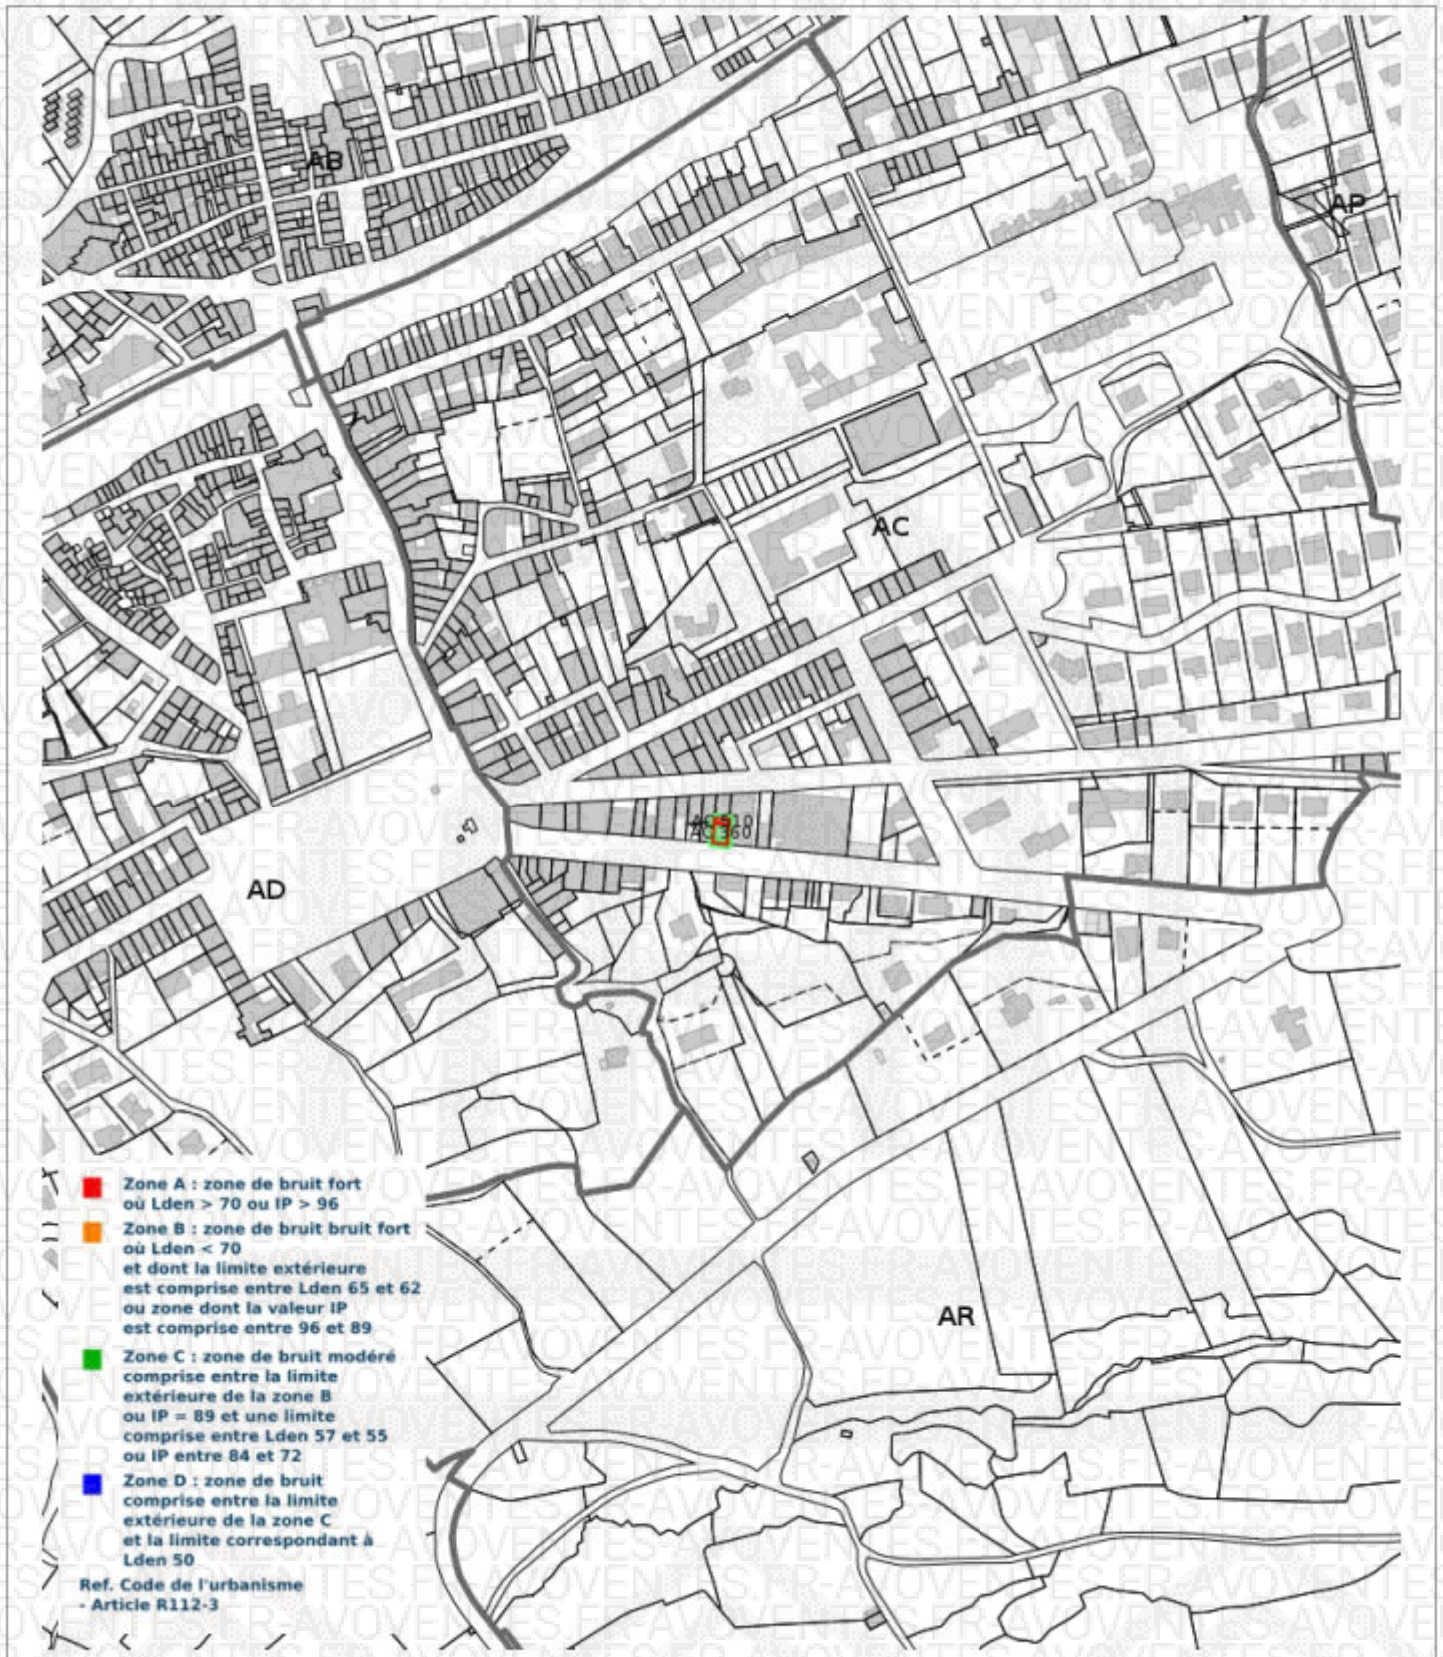 AB
AP
AC
AC 510
AC 368
AD
Zone A : zone de bruit fort
où Lden > 70 ou IP > 96
Zone B : zone de bruit bruit fort
où Lden < 70
et dont la limite extérieure
est comprise entre Lden 65 et 62
ou zone dont la valeur IP
est comprise entre 96 et 89
AR
Zone C : zone de bruit modéré
comprise entre la limite
extérieure de la zone B
ou IP = 89 et une limite
comprise entre Lden 57 et 55
ou IP entre 84 et 72
Zone D : zone de bruit
comprise entre la limite
extérieure de la zone C
et la limite correspondant à
Lden 50
Ref. Code de l'urbanisme
- Article R112-3